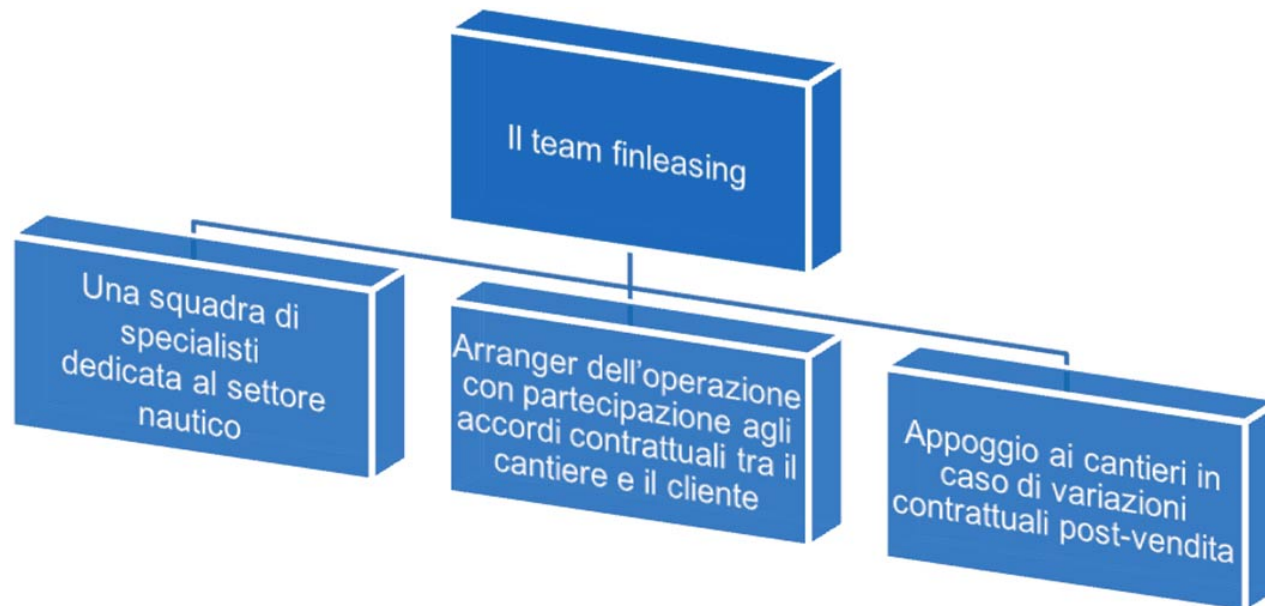 Il team finleasing
Una squadra di
specialisti
dedicata al settore
nautico
Arranger dell'operazione
con partecipazione agli
accordi contrattuali tra il
cantiere e il cliente
Appoggio ai cantieri in
caso di variazioni
contrattuali post-vendita